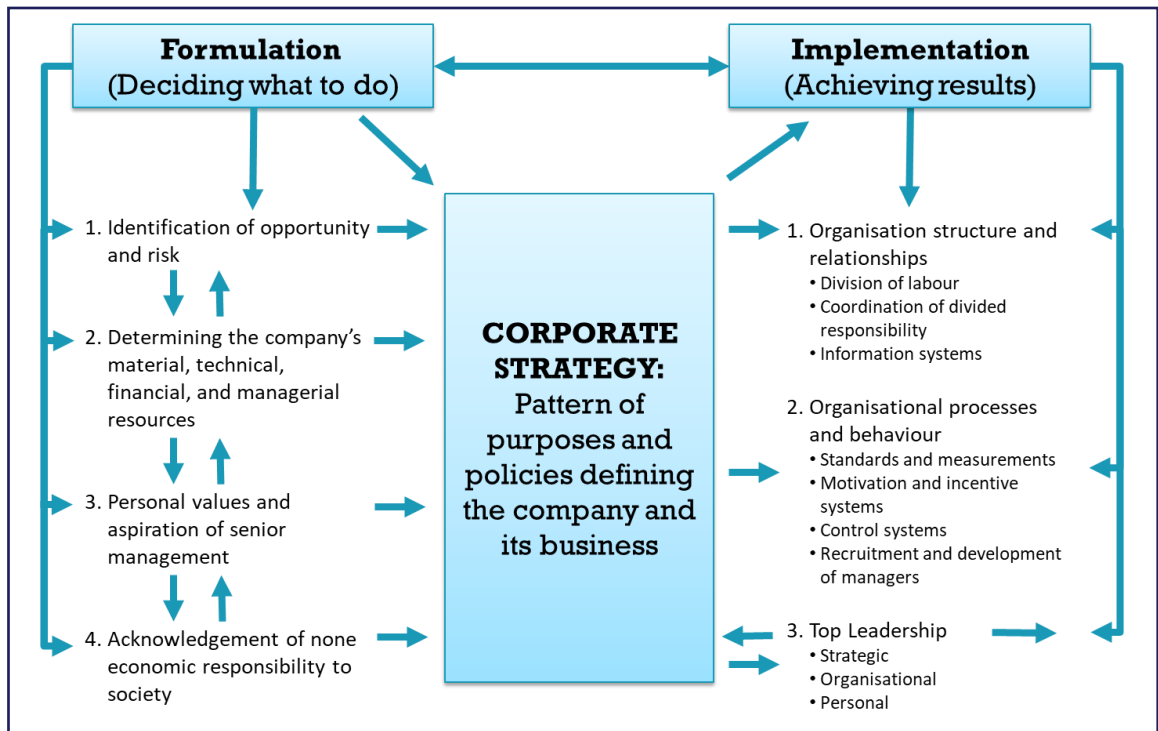 Formulation
(Deciding what to do)
Implementation
(Achieving results)
1. Identification of opportunity
and risk
2. Determining the company's
material, technical,
financial, and managerial
resources
3. Personal values and
aspiration of senior
management
4. Acknowledgement of none
economic responsibility to
society
CORPORATE
STRATEGY:
Pattern of
purposes and
policies defining
the company and
its business
1. Organisation structure and
relationships
• Division of labour
• Coordination of divided
responsibility
• Information systems
2. Organisational processes
and behaviour
• Standards and measurements
• Motivation and incentive
systems
• Control systems
• Recruitment and development
of managers
3. Top Leadership
• Strategic
• Organisational
• Personal